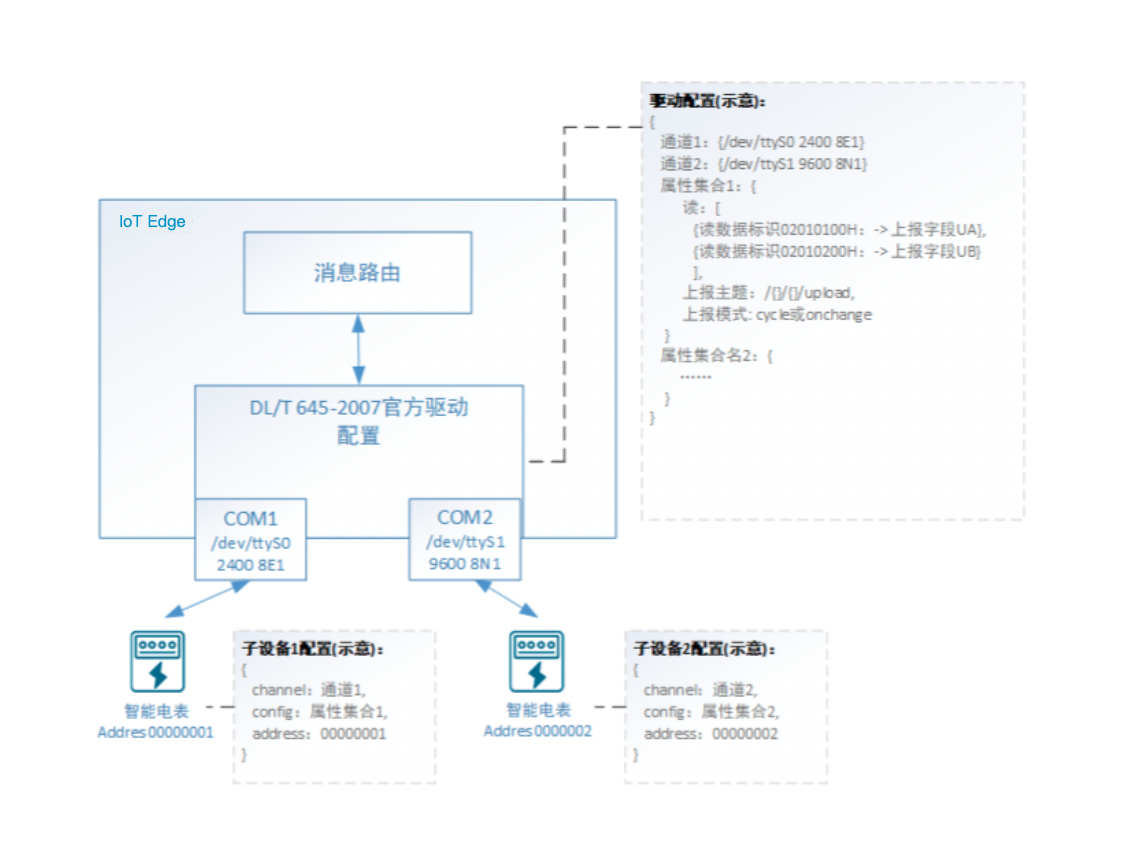 IoT Edge
消息路由
DL/T 645-2007官方驱动
配置
COM1
/dev/ttyS0
2400 8E1
COM2
/dev/ttyS1
9600 8N1
驱动配置(示意)：
{
通道1：{/dev/ttyS0 2400 8E1}
通道2：{/dev/ttyS1 9600 8N1}
属性集合1：{
读：[
{读数据标识02010100H：-> 上报字段UA},
{读数据标识02010200H：-> 上报字段UB}
],
上报主题：/{}/{}/upload,
上报模式: cycle或onchange
}
属性集合名2：{
······
}
}
智能电表
Addres00000001
子设备1配置(示意)：
{
channel：通道1,
config：属性集合1,
address：00000001
}
智能电表
Addres0000002
子设备2配置(示意)：
{
channel：通道2,
config：属性集合2,
address：00000002
}